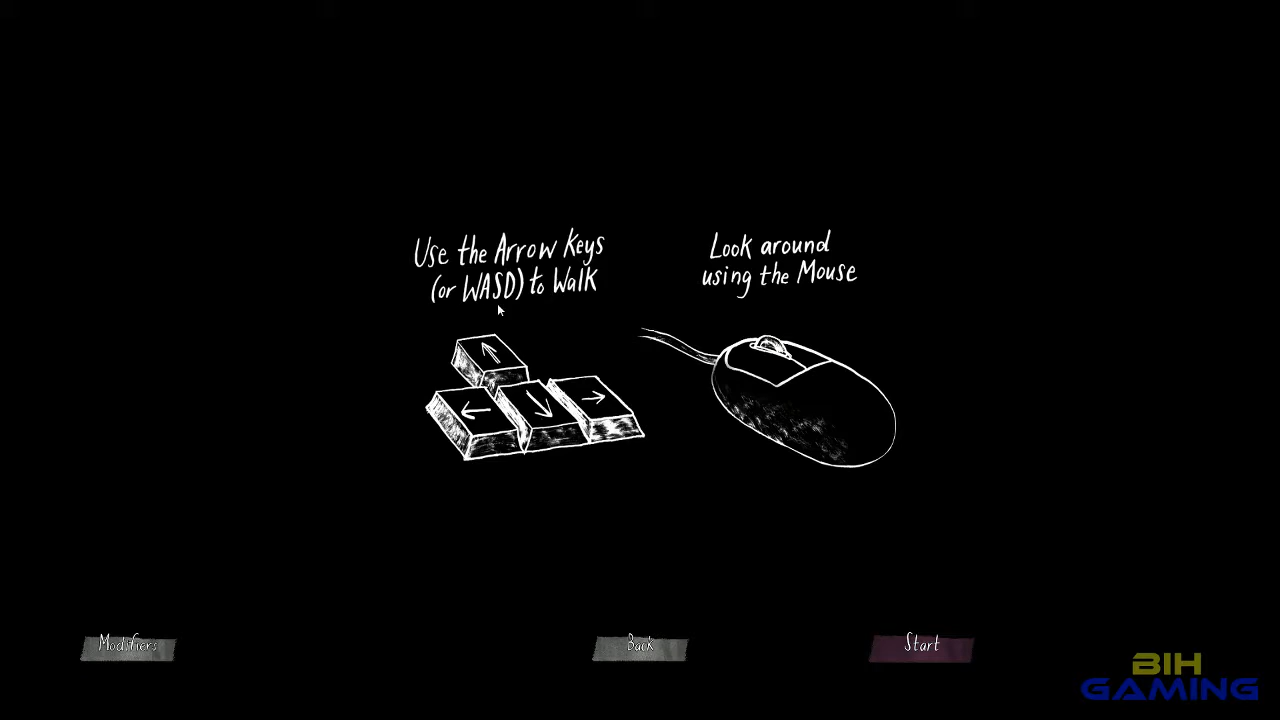 Use the Arrow Keys
(or WASD) to Walk
Look around
using the Mouse
Modifiers
Back
Start
BIH
GAMING